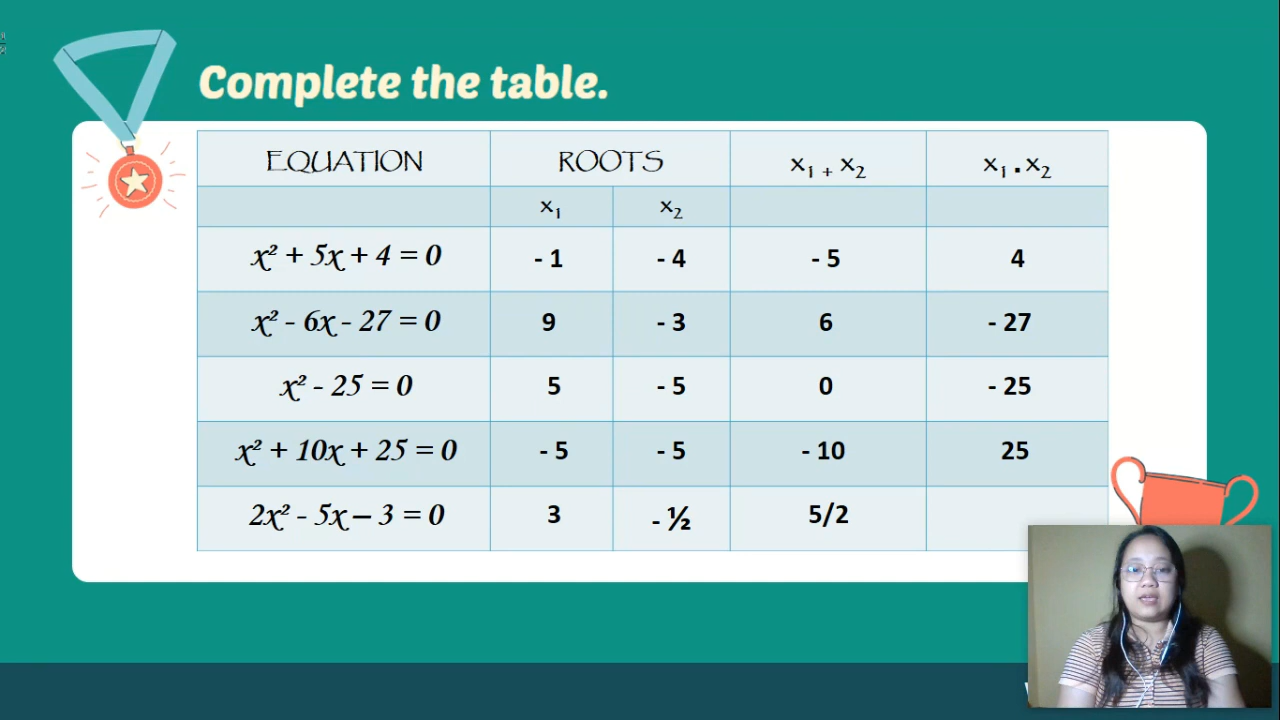 Complete the table.
EQUATION ROOTS x₁ + x₂ x₁ . x₂
x₁ x₂
x² + 5x + 4 = 0 - 1 - 4 - 5 4
x² - 6x - 27 = 0 9 - 3 6 - 27
x² - 25 = 0 5 - 5 0 - 25
x² + 10x + 25 = 0 - 5 - 5 - 10 25
2x² - 5x – 3 = 0 3 - ½ 5/2